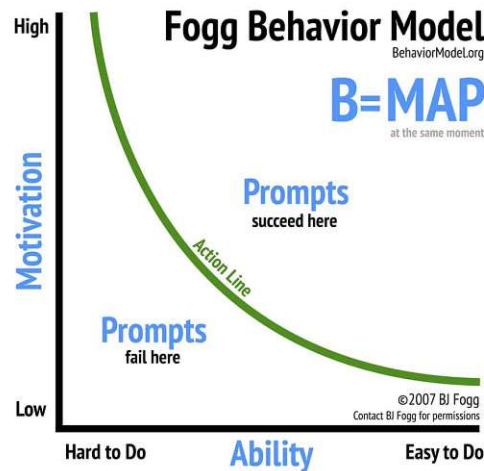 High
Fogg Behavior Model
BehaviorModel.org
B=MAP
at the same moment
Motivation
Prompts
succeed here
Action Line
Prompts
fail here
©2007 BJ Fogg
Contact BJ Fogg for permissions
Low
Hard to Do
Ability
Easy to Do